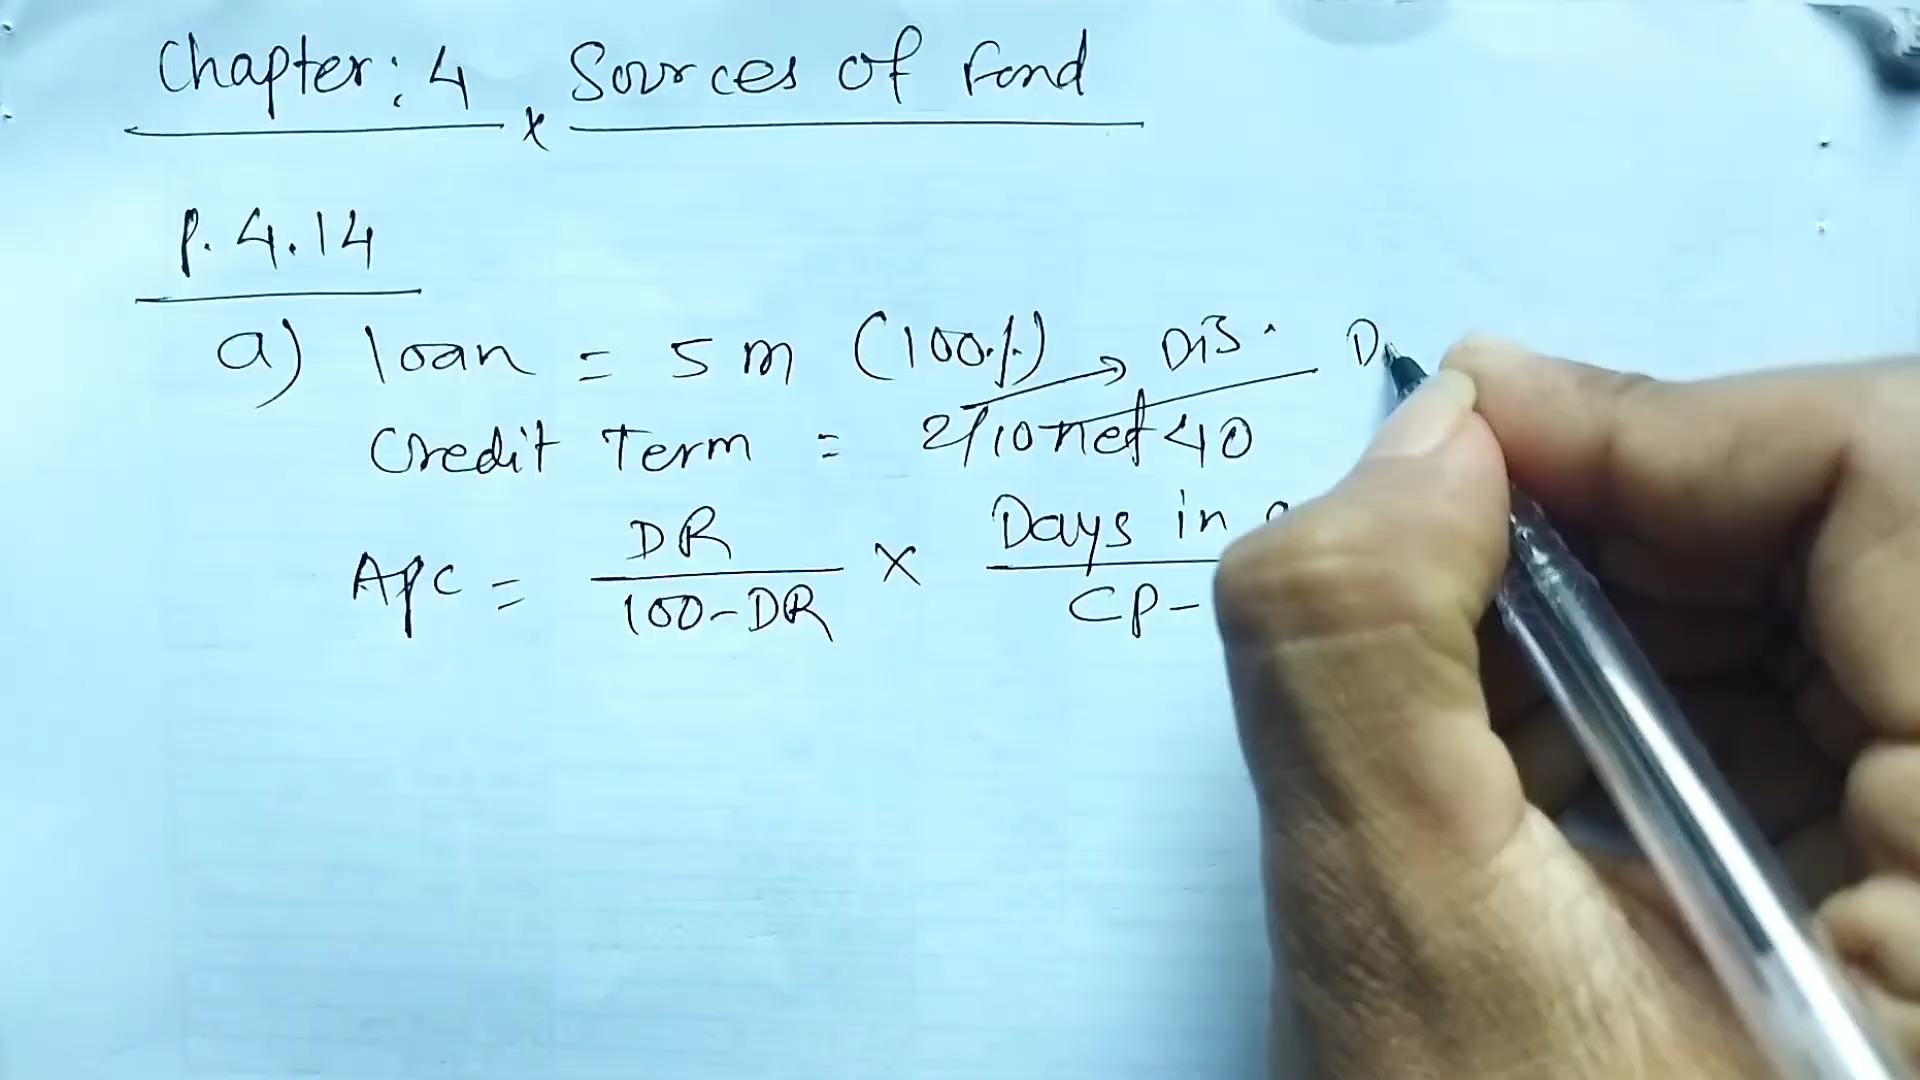 Chapter: 4 x Sources of Fond
P. 4.14
a) loan = 5 m (100%) → Dis.
Credit Term = 2/10 net 40
APC = DR / 100-DR × Days in / CP-